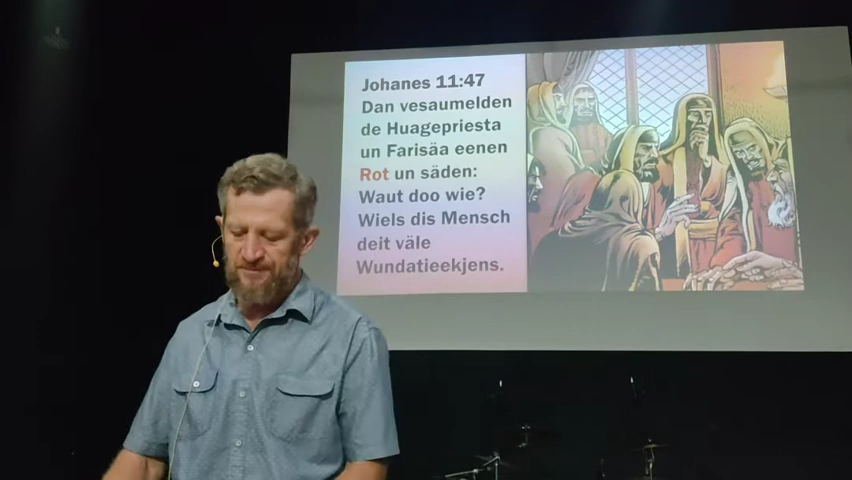 Johanes 11:47
Dan vesaumelden
de Huagepriesta
un Farisäa eenen
Rot un säden:
Waut doo wie?
Wiels dis Mensch
deit väle
Wundatieekjens.